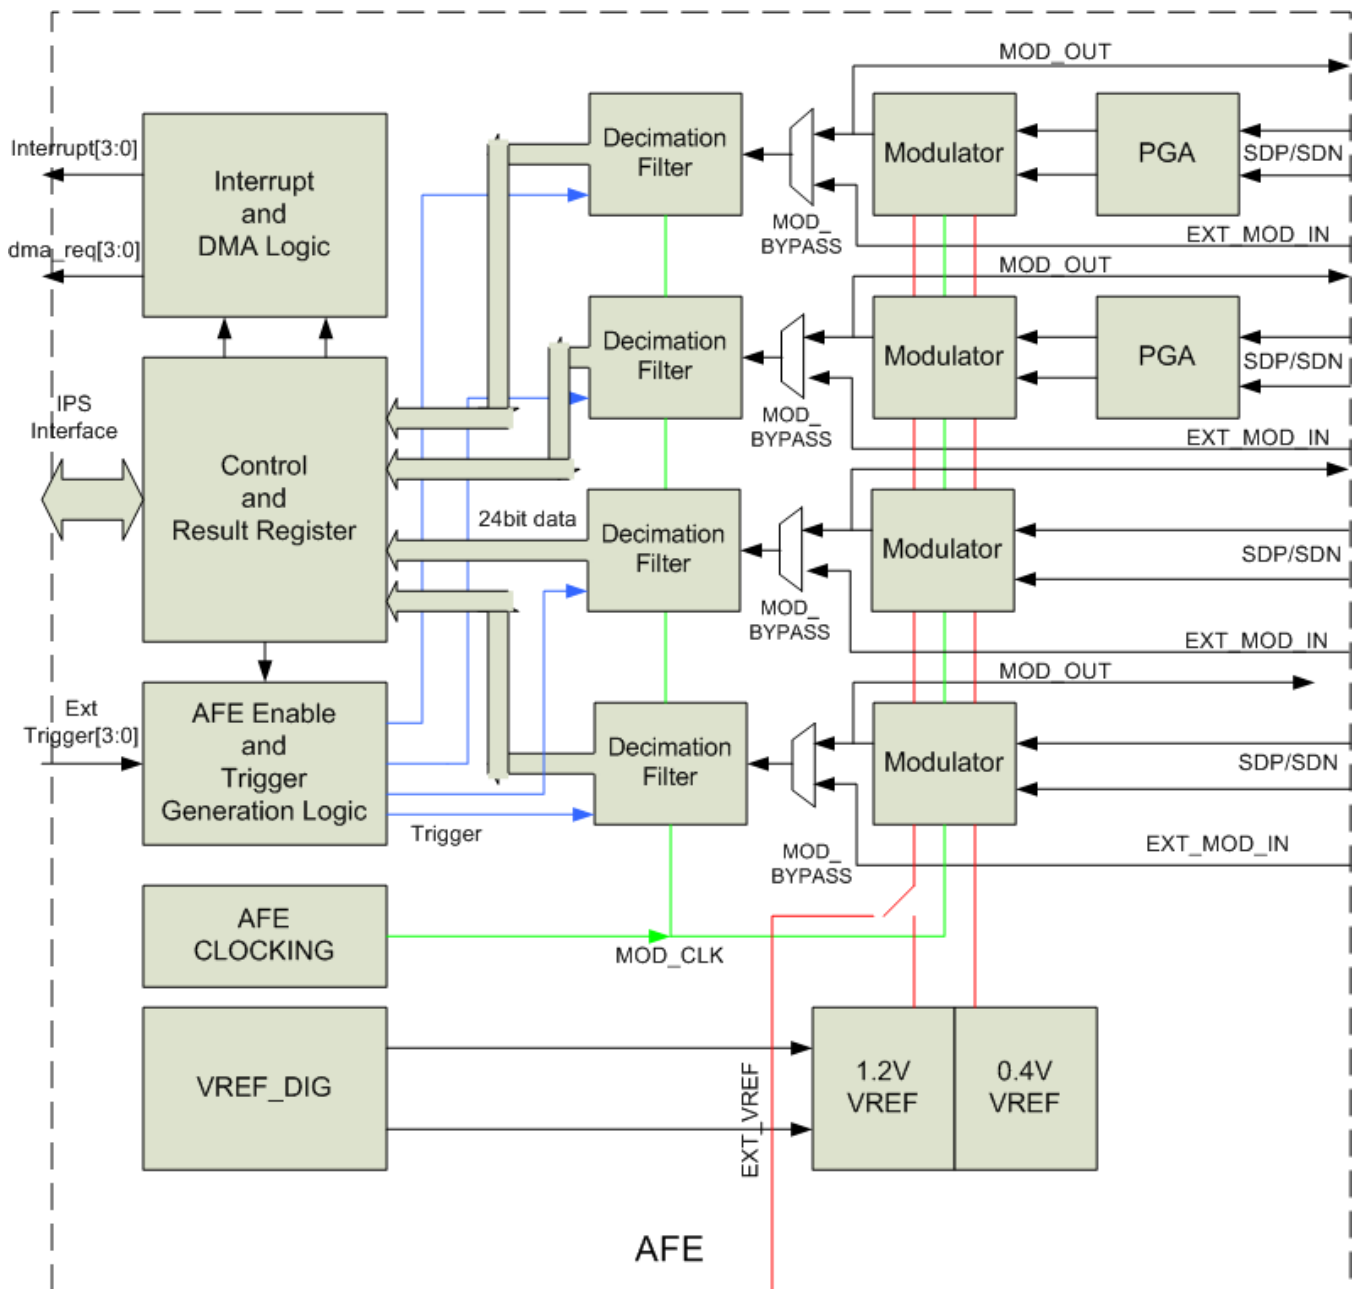 MOD_OUT
Interrupt[3:0]
dma_req[3:0]
Interrupt
and
DMA Logic
Decimation
Filter
MOD_
BYPASS
Modulator
PGA
SDP/SDN
EXT_MOD_IN
MOD_OUT
Decimation
Filter
MOD_
BYPASS
Modulator
PGA
SDP/SDN
EXT_MOD_IN
IPS
Interface
Control
and
Result Register
24bit data
Decimation
Filter
MOD_
BYPASS
Modulator
SDP/SDN
EXT_MOD_IN
MOD_OUT
Ext
Trigger[3:0]
AFE Enable
and
Trigger
Generation Logic
Trigger
Decimation
Filter
MOD_
BYPASS
Modulator
SDP/SDN
EXT_MOD_IN
AFE
CLOCKING
MOD_CLK
VREF_DIG
EXT_VREF
1.2V
VREF
0.4V
VREF
AFE